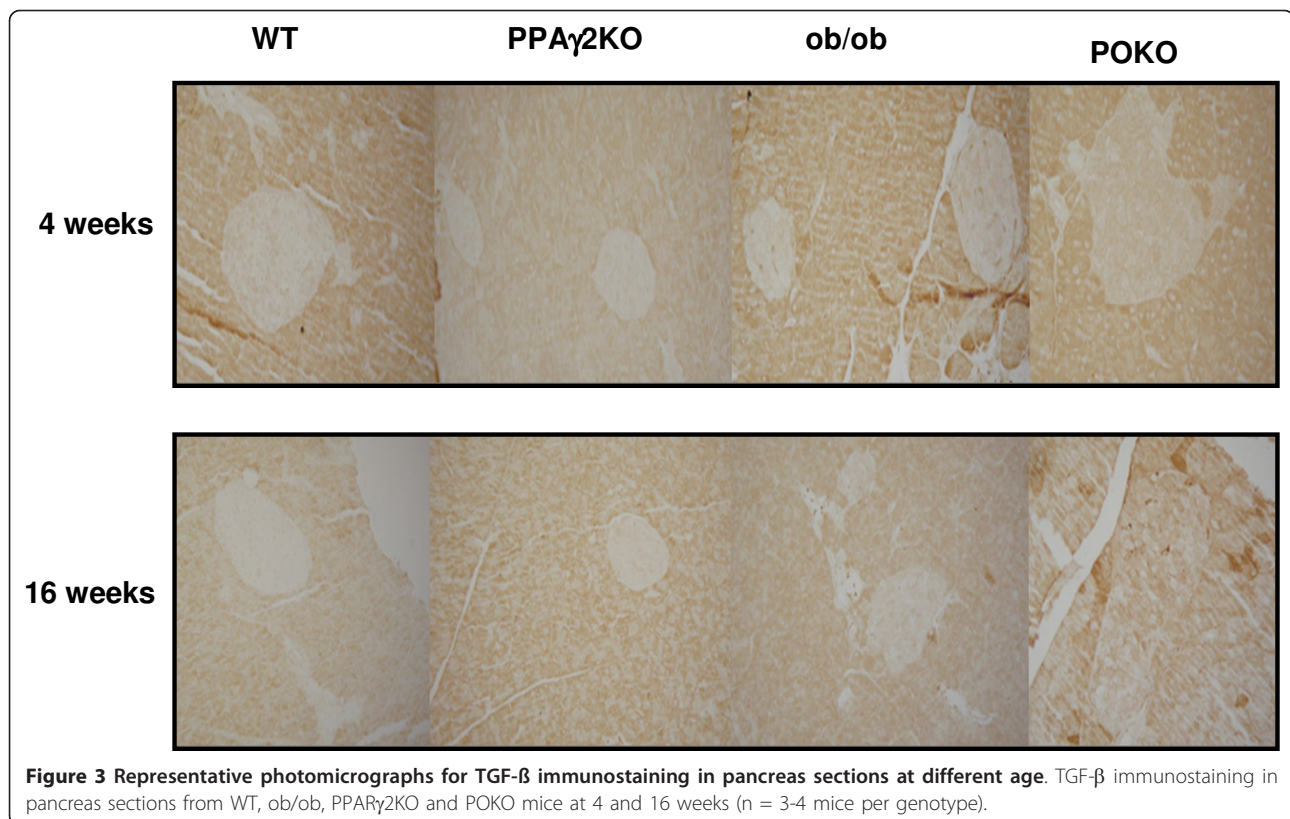 WT PPAγ2KO ob/ob POKO
4 weeks
16 weeks
Figure 3 Representative photomicrographs for TGF-ß immunostaining in pancreas sections at different age. TGF-β immunostaining in
pancreas sections from WT, ob/ob, PPARγ2KO and POKO mice at 4 and 16 weeks (n = 3-4 mice per genotype).